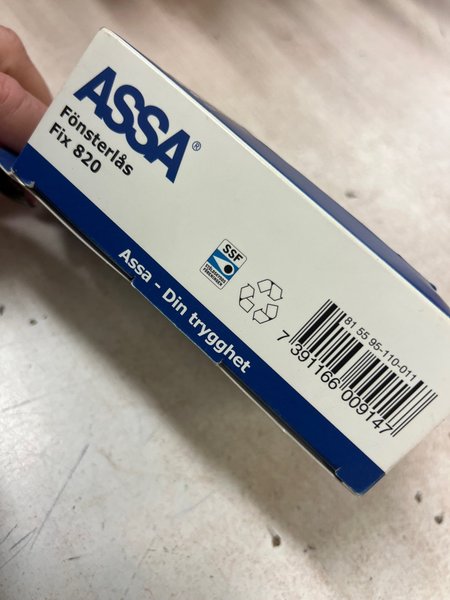 ASSA®
Fönsterlås
Fix 820
SSF
Assa - Din trygghet
81 55 95-110-011
7 391166 009147